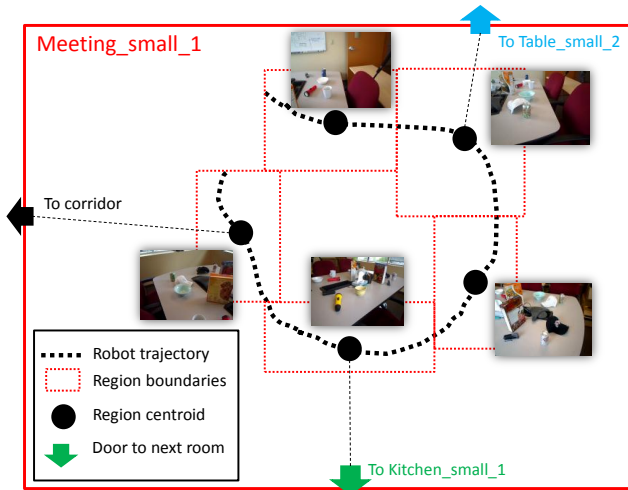 Meeting_small_1
To Table_small_2
To corridor
Robot trajectory
Region boundaries
Region centroid
Door to next room
To Kitchen_small_1